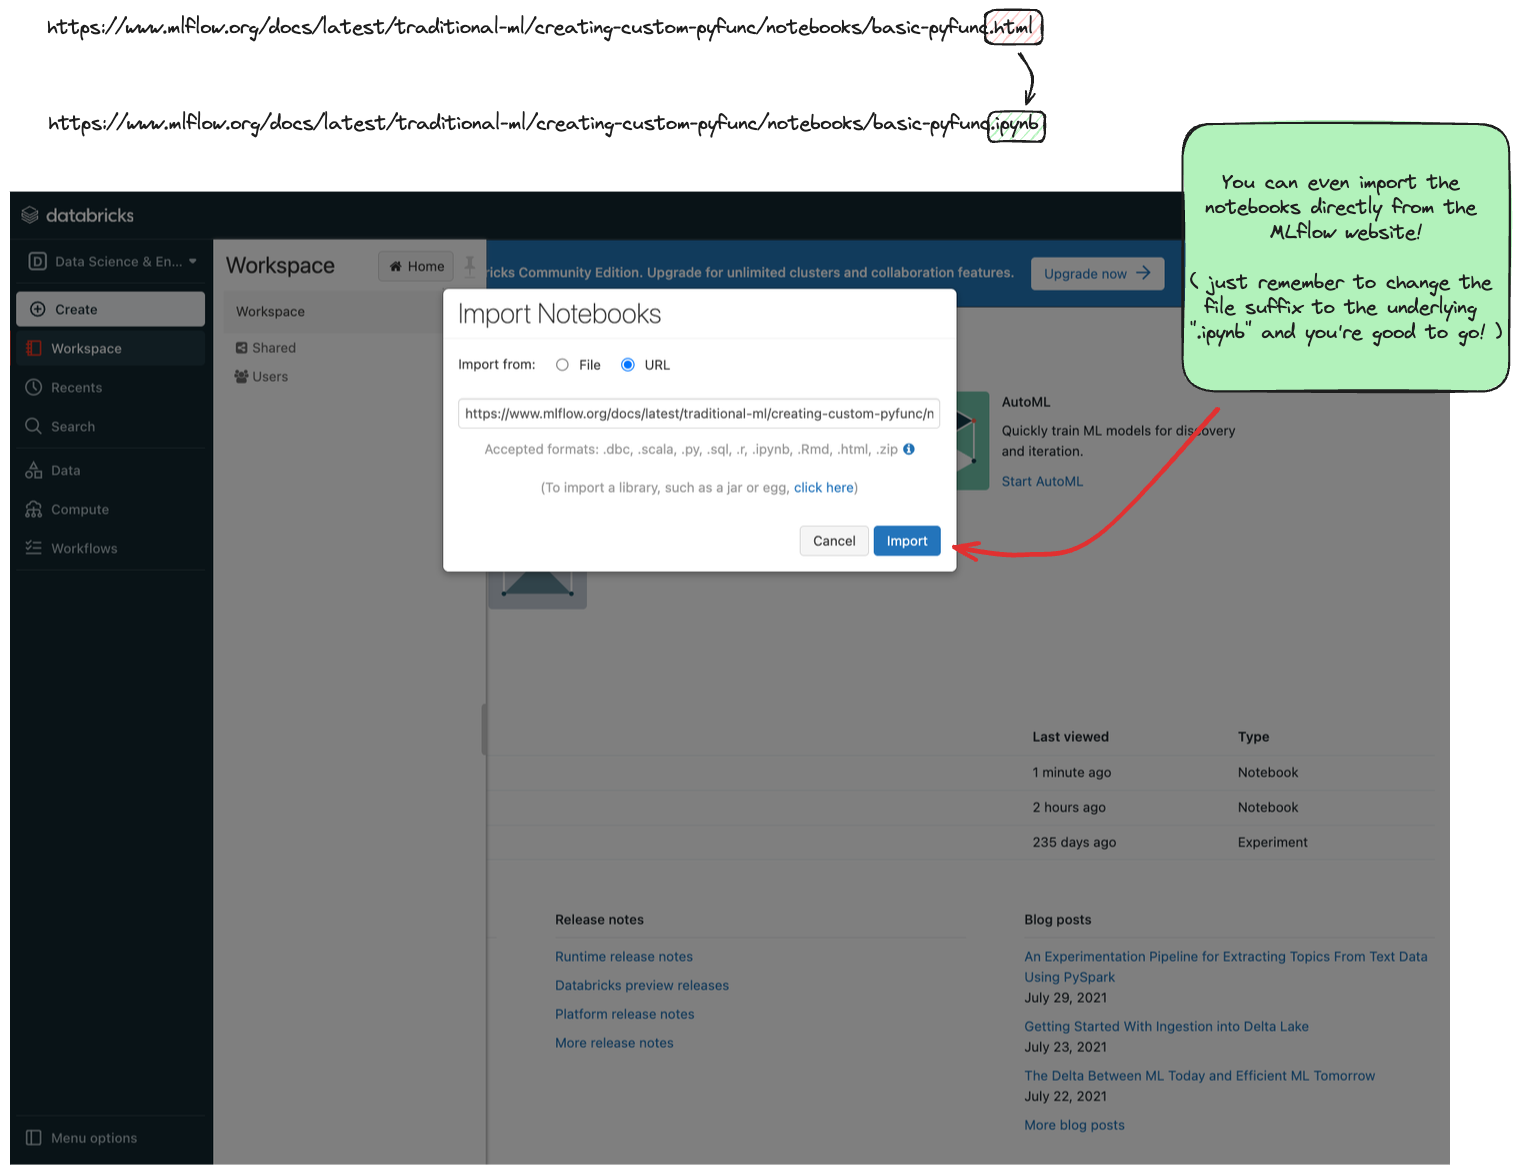 https://www.mlflow.org/docs/latest/traditional-ml/creating-custom-pyfunc/notebooks/basic-pyfunc.html
https://www.mlflow.org/docs/latest/traditional-ml/creating-custom-pyfunc/notebooks/basic-pyfunc.ipynb
You can even import the
notebooks directly from the
MLflow website!
( just remember to change the
file suffix to the underlying
".ipynb" and you're good to go! )
databricks
Data Science & En...
Create
Workspace
Recents
Search
Data
Compute
Workflows
Menu options
Workspace
Home
Workspace
Shared
Users
ricks Community Edition. Upgrade for unlimited clusters and collaboration features.
Upgrade now
Import Notebooks
Import from:
File
URL
https://www.mlflow.org/docs/latest/traditional-ml/creating-custom-pyfunc/n
Accepted formats: .dbc, .scala, .py, .sql, .r, .ipynb, .Rmd, .html, .zip
(To import a library, such as a jar or egg, click here)
Cancel
Import
AutoML
Quickly train ML models for discovery
and iteration.
Start AutoML
Last viewed
Type
1 minute ago
Notebook
2 hours ago
Notebook
235 days ago
Experiment
Release notes
Runtime release notes
Databricks preview releases
Platform release notes
More release notes
Blog posts
An Experimentation Pipeline for Extracting Topics From Text Data
Using PySpark
July 29, 2021
Getting Started With Ingestion into Delta Lake
July 23, 2021
The Delta Between ML Today and Efficient ML Tomorrow
July 22, 2021
More blog posts